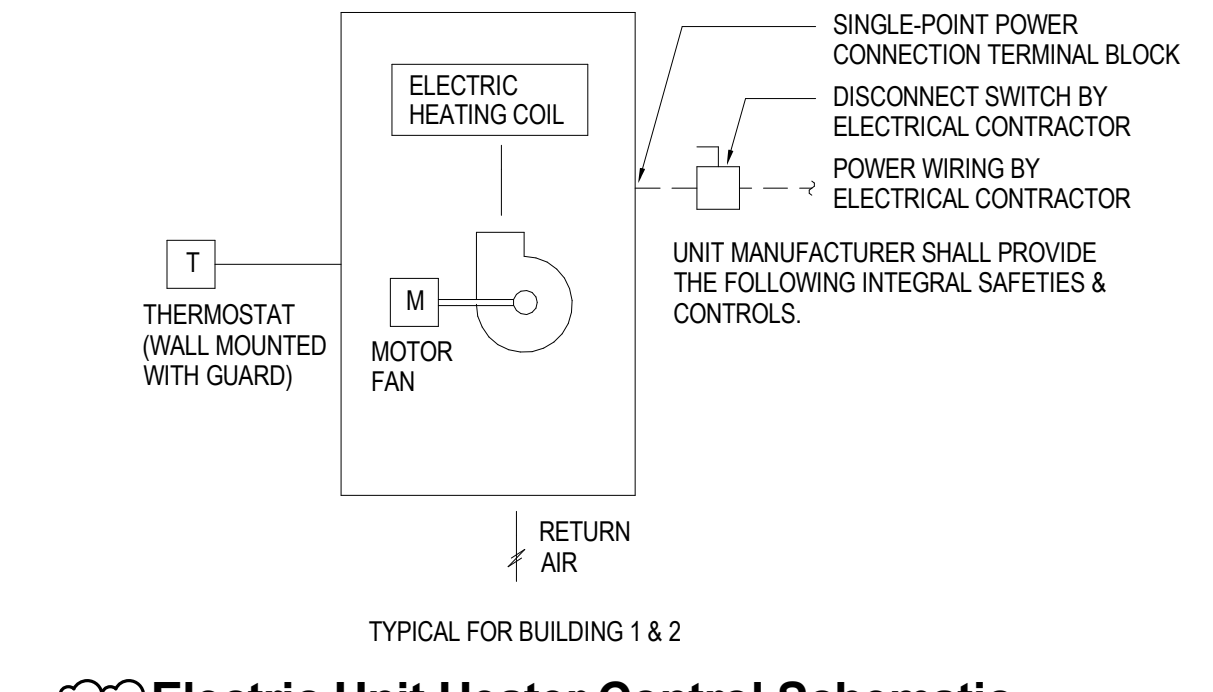 SINGLE-POINT POWER
CONNECTION TERMINAL BLOCK
ELECTRIC
HEATING COIL
DISCONNECT SWITCH BY
ELECTRICAL CONTRACTOR
POWER WIRING BY
ELECTRICAL CONTRACTOR
T
UNIT MANUFACTURER SHALL PROVIDE
THE FOLLOWING INTEGRAL SAFETIES &
CONTROLS.
M
THERMOSTAT
(WALL MOUNTED
WITH GUARD)
MOTOR
FAN
RETURN
AIR
TYPICAL FOR BUILDING 1 & 2
Electric Unit Heater Control Schematic